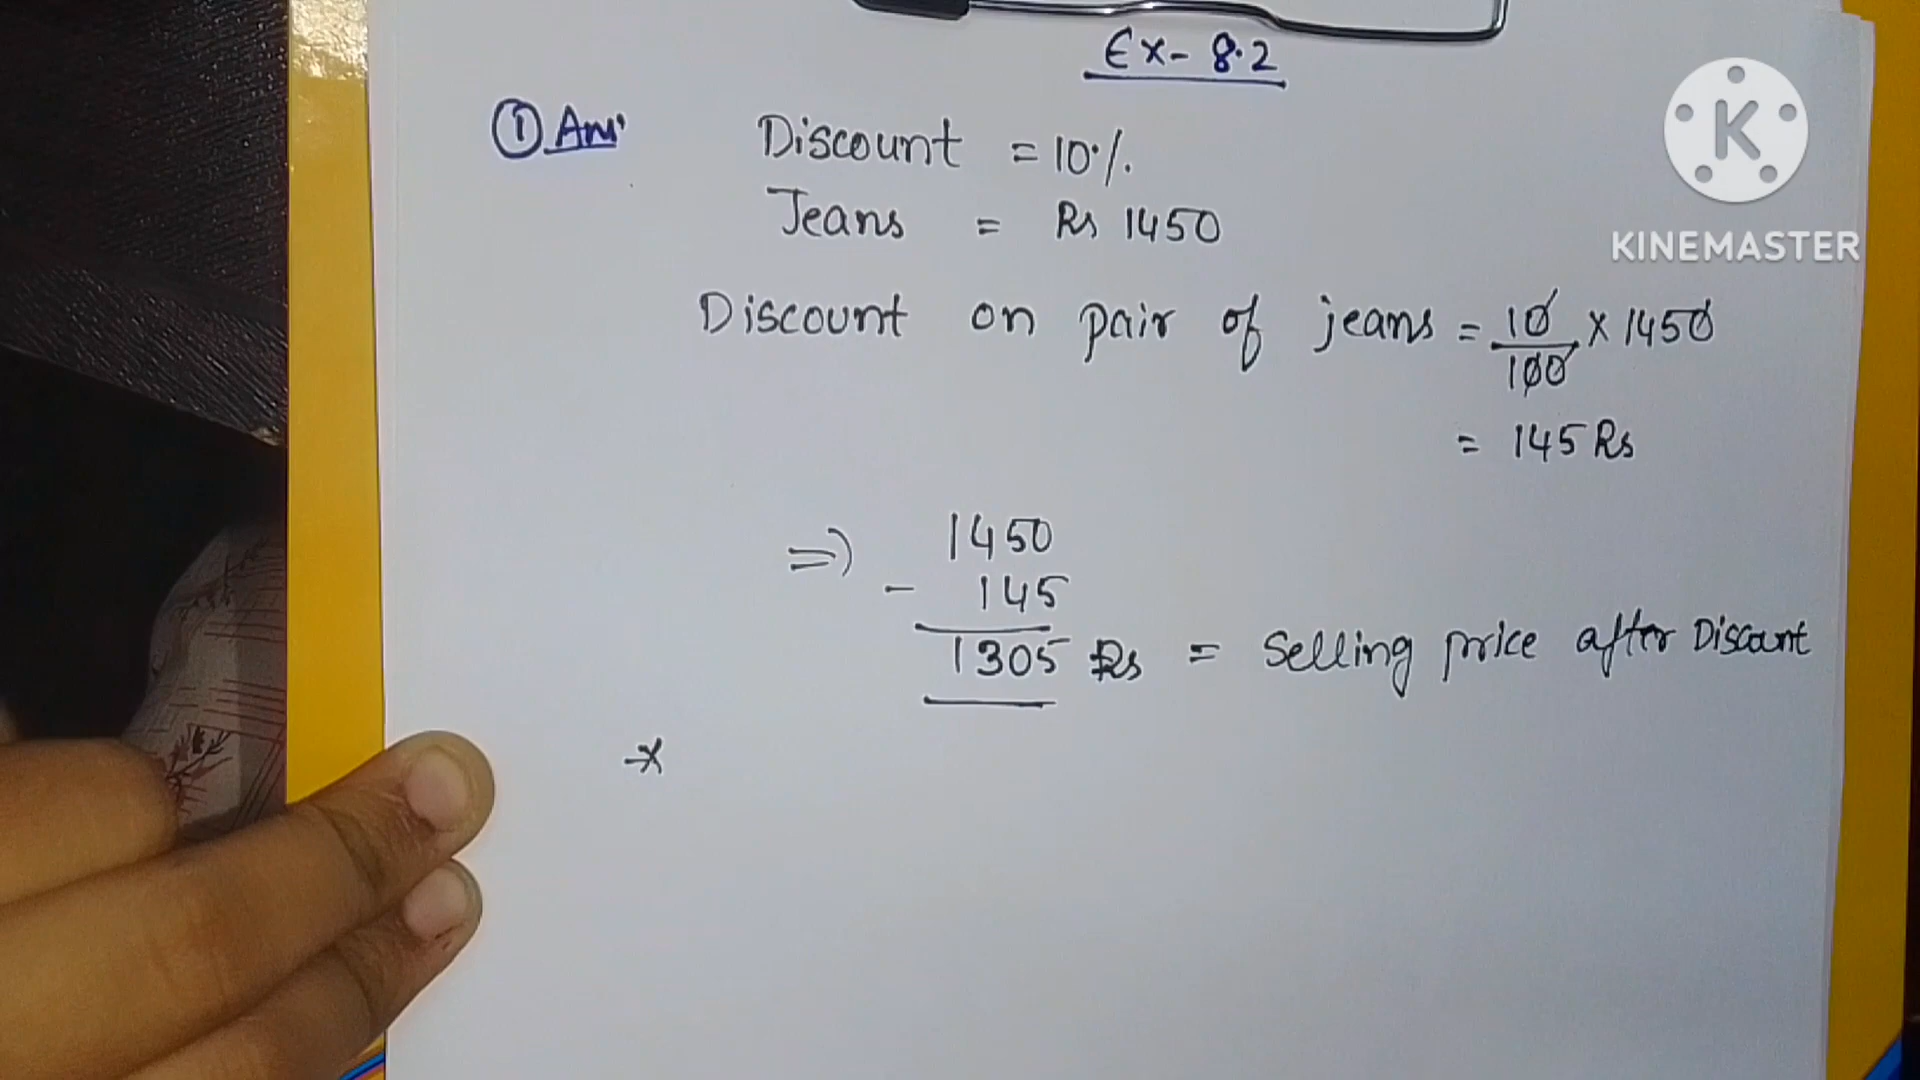 Ex- 8.2
① Ans Discount = 10%.
K
KINEMASTER
Jeans = Rs 1450
Discount on pair of jeans = 10/100 x 1450
= 145 Rs
=) 1450
- 145
1305 Rs = Selling price after Discount
-x